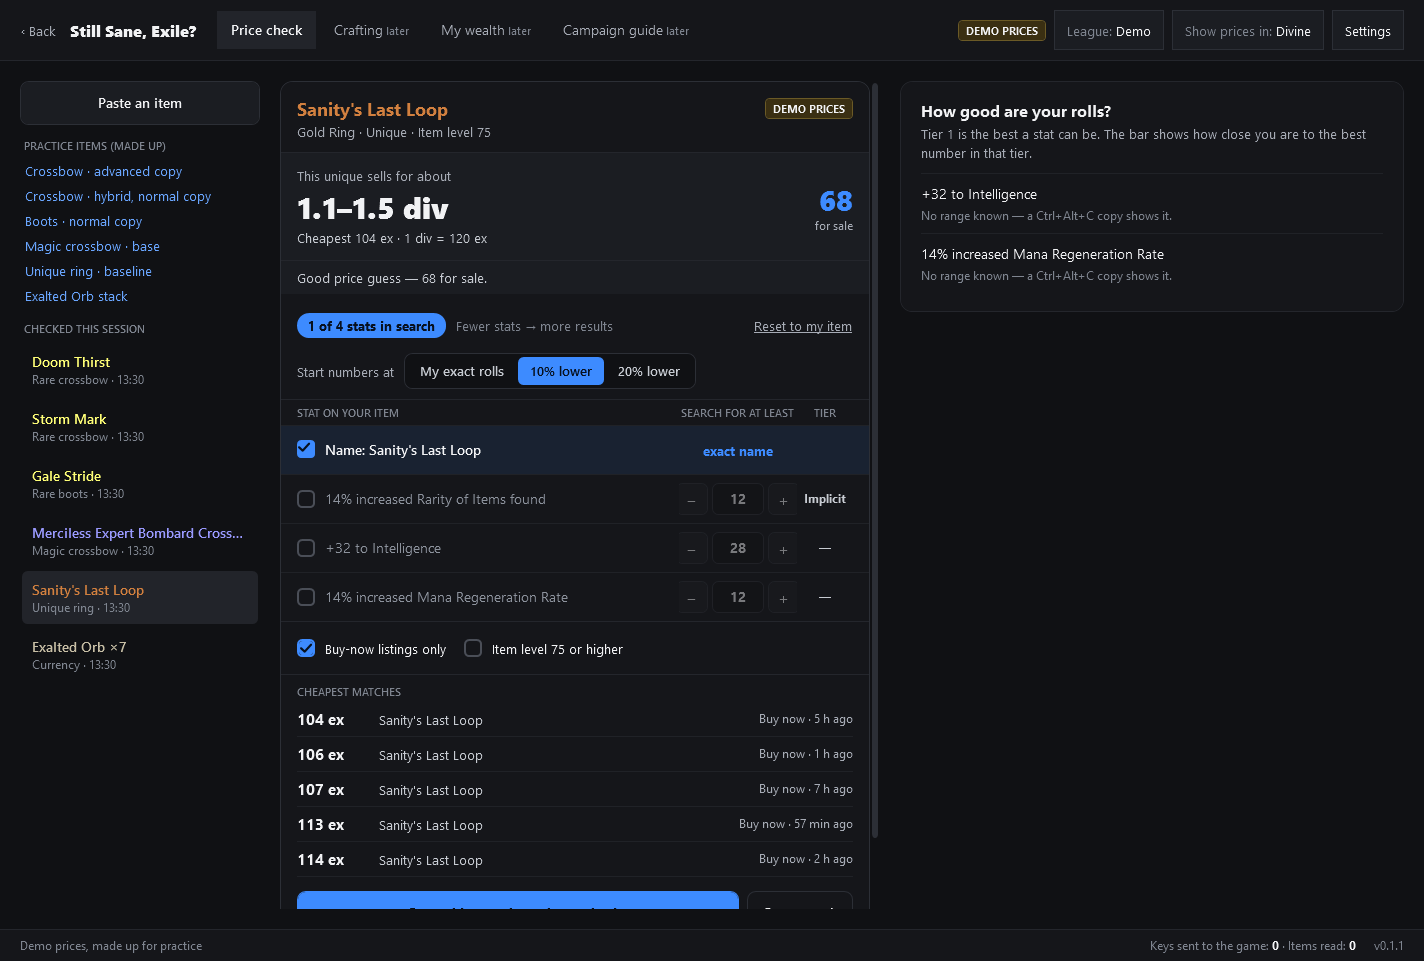 ‹ Back
Still Sane, Exile?
Price check
Crafting later
My wealth later
Campaign guide later
DEMO PRICES
League: Demo
Show prices in: Divine
Settings
Paste an item
PRACTICE ITEMS (MADE UP)
Crossbow · advanced copy
Crossbow · hybrid, normal copy
Boots · normal copy
Magic crossbow · base
Unique ring · baseline
Exalted Orb stack
CHECKED THIS SESSION
Doom Thirst
Rare crossbow · 13:30
Storm Mark
Rare crossbow · 13:30
Gale Stride
Rare boots · 13:30
Merciless Expert Bombard Cross...
Magic crossbow · 13:30
Sanity's Last Loop
Unique ring · 13:30
Exalted Orb ×7
Currency · 13:30
Sanity's Last Loop
DEMO PRICES
Gold Ring · Unique · Item level 75
This unique sells for about
1.1–1.5 div
68
for sale
Cheapest 104 ex · 1 div = 120 ex
Good price guess — 68 for sale.
1 of 4 stats in search
Fewer stats → more results
Reset to my item
Start numbers at
My exact rolls
10% lower
20% lower
STAT ON YOUR ITEM
SEARCH FOR AT LEAST
TIER
Name: Sanity's Last Loop
exact name
14% increased Rarity of Items found
– 12 +
Implicit
+32 to Intelligence
– 28 +
—
14% increased Mana Regeneration Rate
– 12 +
—
Buy-now listings only
Item level 75 or higher
CHEAPEST MATCHES
104 ex Sanity's Last Loop Buy now · 5 h ago
106 ex Sanity's Last Loop Buy now · 1 h ago
107 ex Sanity's Last Loop Buy now · 7 h ago
113 ex Sanity's Last Loop Buy now · 57 min ago
114 ex Sanity's Last Loop Buy now · 2 h ago
How good are your rolls?
Tier 1 is the best a stat can be. The bar shows how close you are to the best
number in that tier.
+32 to Intelligence
No range known — a Ctrl+Alt+C copy shows it.
14% increased Mana Regeneration Rate
No range known — a Ctrl+Alt+C copy shows it.
Demo prices, made up for practice
Keys sent to the game: 0 · Items read: 0
v0.1.1